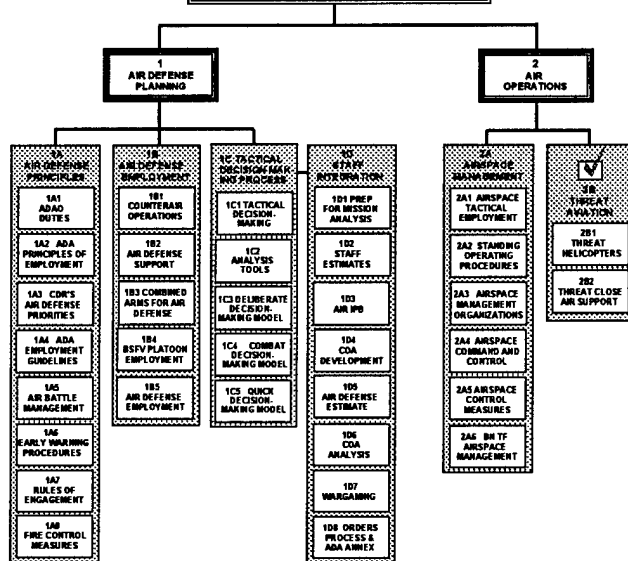 1
AIR DEFENSE
PLANNING
2
AIR
OPERATIONS
1A
AIR DEFENSE
PRINCIPLES
1A1
ADAO
DUTIES
1A2 ADA
PRINCIPLES OF
EMPLOYMENT
1A3 CDR'S
AIR DEFENSE
PRIORITIES
1A4 ADA
EMPLOYMENT
GUIDELINES
1A5
AIR BATTLE
MANAGEMENT
1A6
EARLY WARNING
PROCEDURES
1A7
RULES OF
ENGAGEMENT
1A8
FIRE CONTROL
MEASURES
1B
AIR DEFENSE
EMPLOYMENT
1B1
COUNTERAIR
OPERATIONS
1B2
AIR DEFENSE
SUPPORT
1B3 COMBINED
ARMS FOR AIR
DEFENSE
1B4
BSFV PLATOON
EMPLOYMENT
1B5
AIR DEFENSE
EMPLOYMENT
1C TACTICAL
DECISION MAK
ING PROCESS
1C1 TACTICAL
DECISION-
MAKING
1C2
ANALYSIS
TOOLS
1C3 DELIBERATE
DECISION-
MAKING MODEL
1C4 COMBAT
DECISION-
MAKING MODEL
1C5 QUICK
DECISION-
MAKING MODEL
1D
STAFF
INTEGRATION
1D1 PREP
FOR MISSION
ANALYSIS
1D2
STAFF
ESTIMATES
1D3
AIR IPB
1D4
COA
DEVELOPMENT
1D5
AIR DEFENSE
ESTIMATE
1D6
COA
ANALYSIS
1D7
WARGAMING
1D8 ORDERS
PROCESS &
ADA ANNEX
2A
AIRSPACE
MANAGEMENT
2A1 AIRSPACE
TACTICAL
EMPLOYMENT
2A2 STANDING
OPERATING
PROCEDURES
2A3 AIRSPACE
MANAGEMENT
ORGANIZATIONS
2A4 AIRSPACE
COMMAND AND
CONTROL
2A5 AIRSPACE
CONTROL
MEASURES
2A6 BN TF
AIRSPACE
MANAGEMENT
2B
THREAT
AVIATION
2B1
THREAT
HELICOPTERS
2B2
THREAT CLOSE
AIR SUPPORT